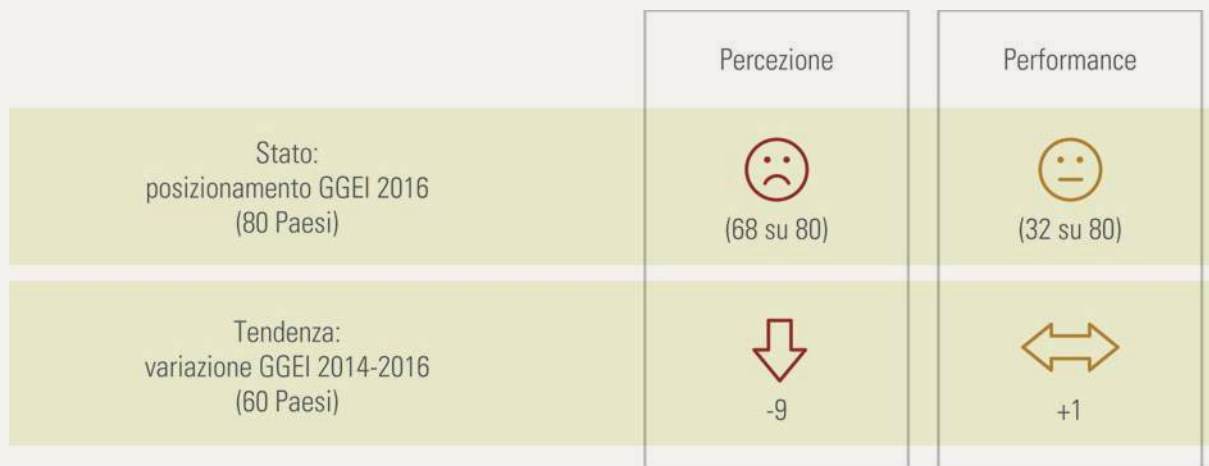 Percezione
Performance
Stato:
posizionamento GGEI 2016
(80 Paesi)
(68 su 80)
(32 su 80)
Tendenza:
variazione GGEI 2014-2016
(60 Paesi)
-9
+1